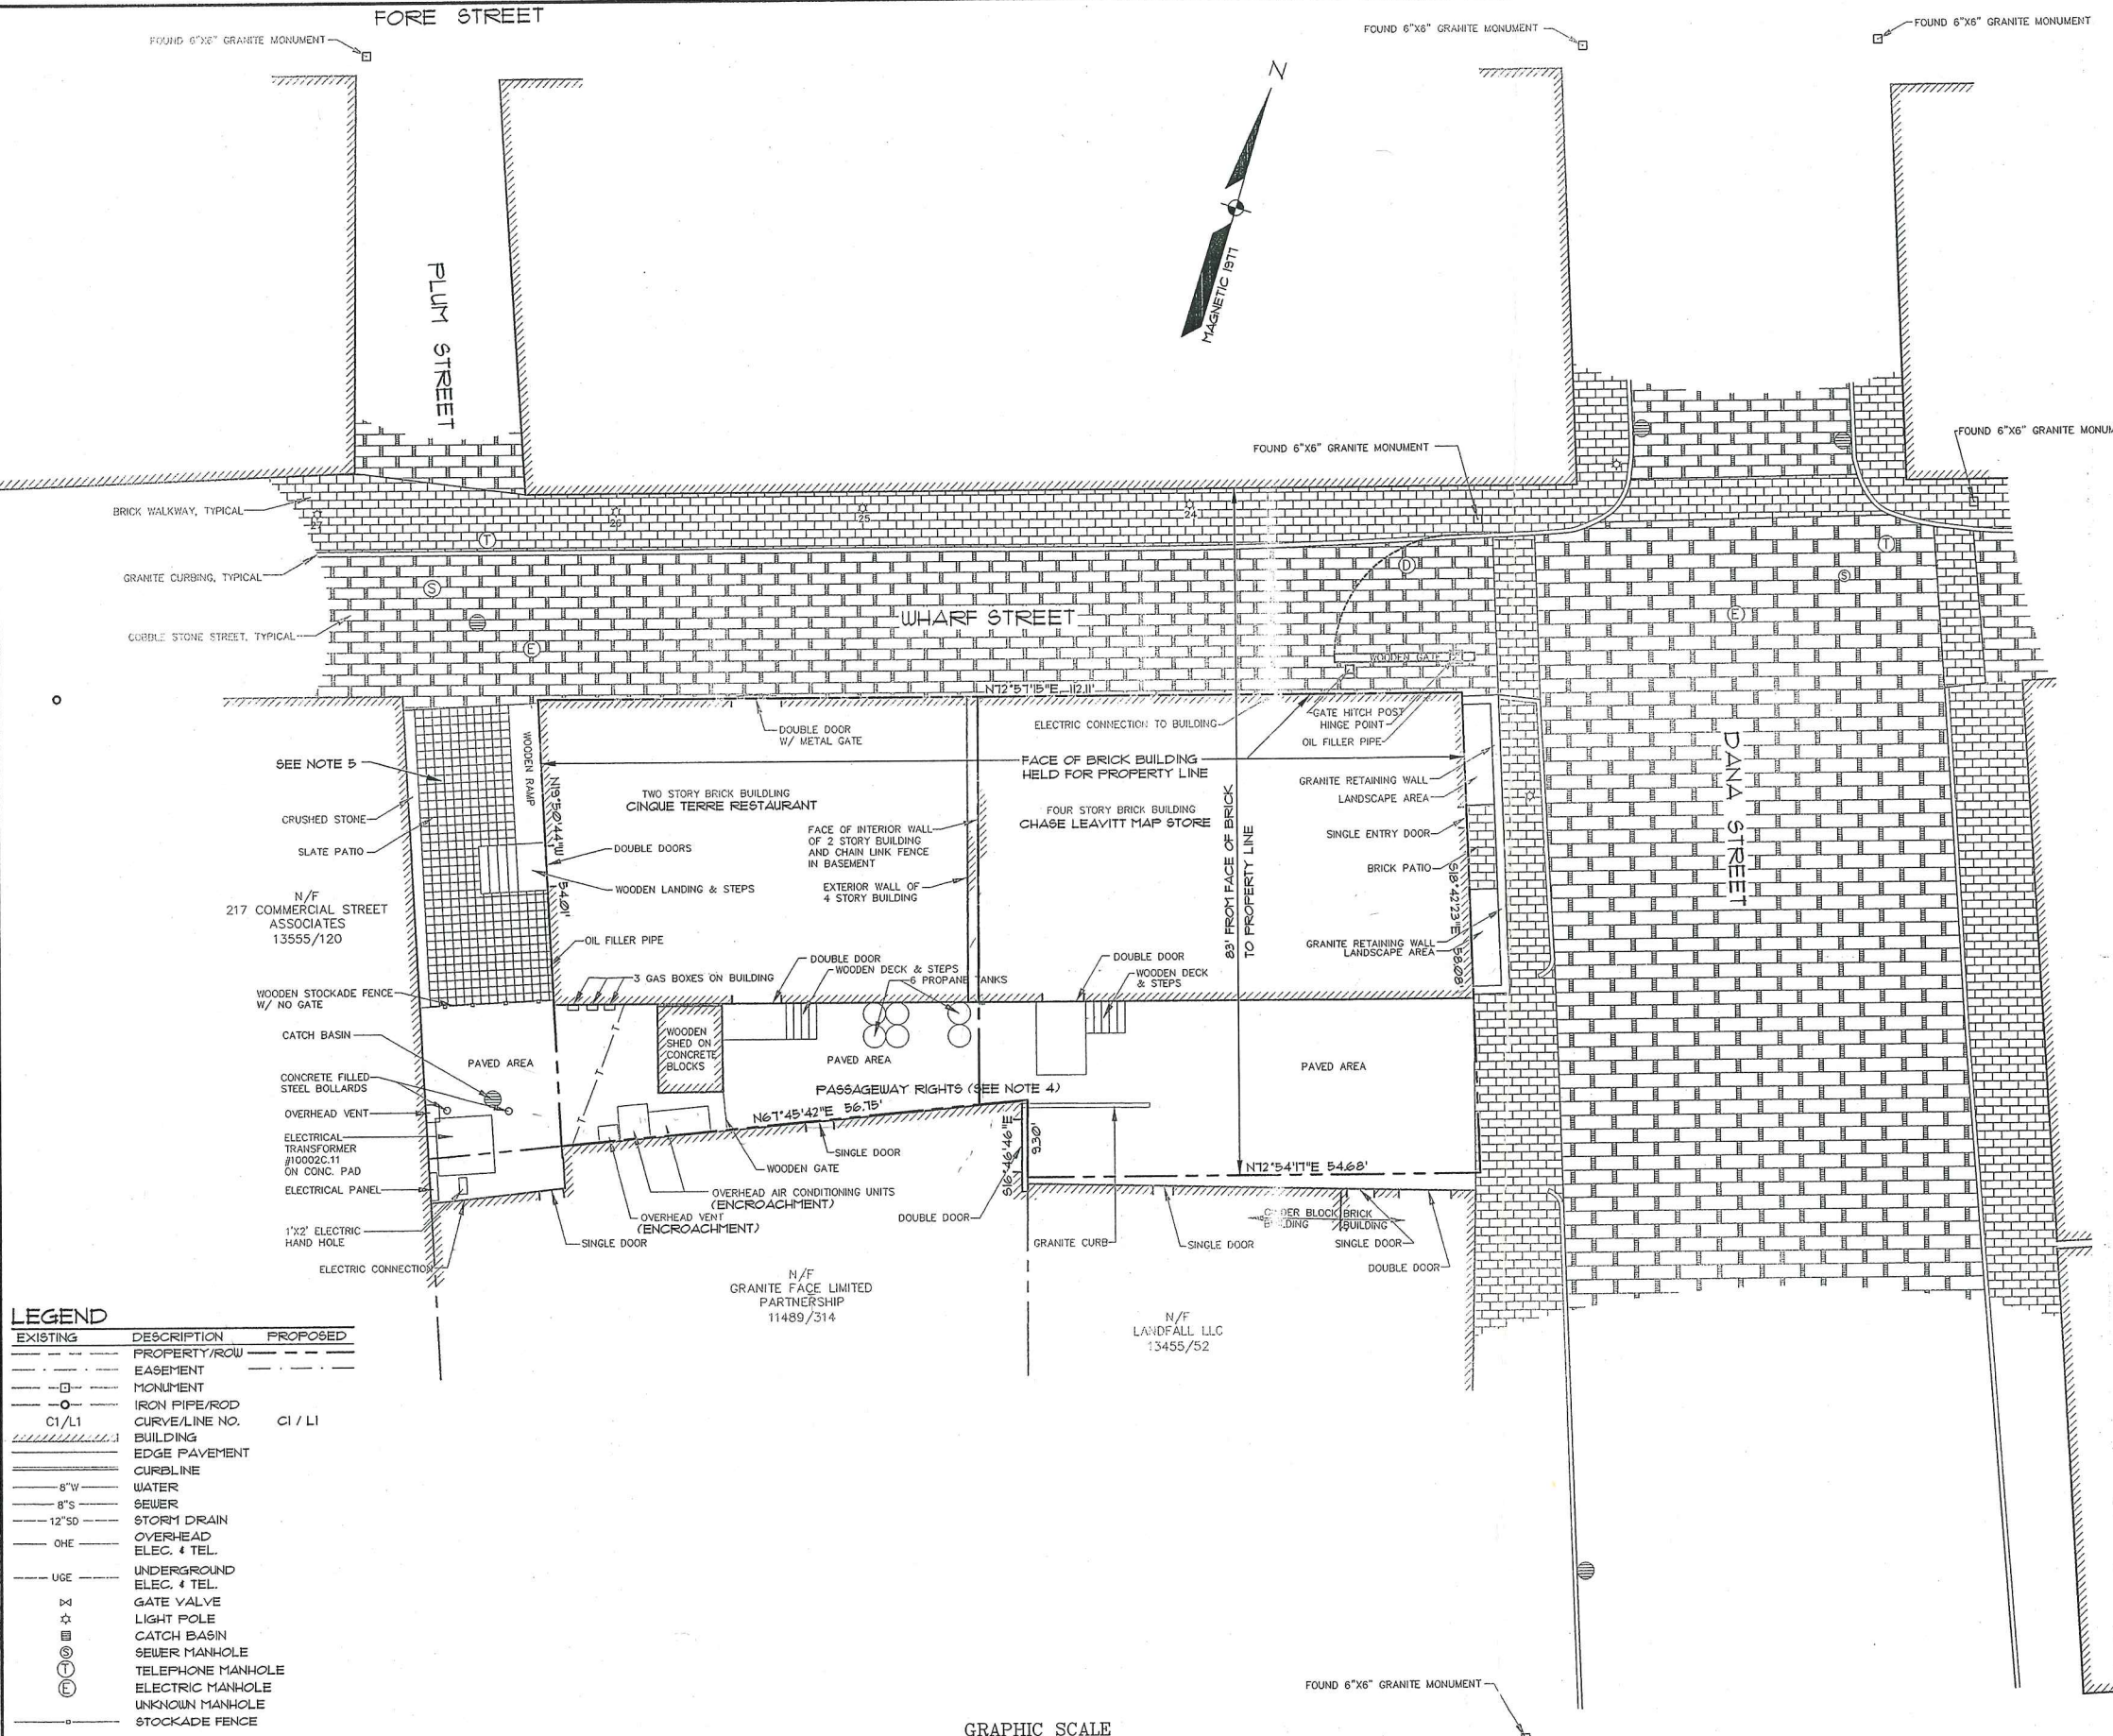 FORE STREET
FOUND 6"X6" GRANITE MONUMENT
FOUND 6"X6" GRANITE MONUMENT
FOUND 6"X6" GRANITE MONUMENT
N
MAGNETIC 1977
PLUM STREET
FOUND 6"X6" GRANITE MONUMENT
FOUND 6"X6" GRANITE MONUM
BRICK WALKWAY, TYPICAL
27
26
25
24
T
GRANITE CURBING, TYPICAL
S
D
T
S
COBBLE STONE STREET, TYPICAL
WHARF STREET
E
E
WOODEN GATE
N72°57'15"E 112.11'
DOUBLE DOOR
W/ METAL GATE
ELECTRIC CONNECTION TO BUILDING
GATE HITCH POST
HINGE POINT
OIL FILLER PIPE
SEE NOTE 5
WOODEN RAMP
FACE OF BRICK BUILDING
HELD FOR PROPERTY LINE
GRANITE RETAINING WALL
LANDSCAPE AREA
DANA STREET
CRUSHED STONE
SLATE PATIO
N19°50'44"W
54.01'
TWO STORY BRICK BUILDLING
CINQUE TERRE RESTAURANT
FOUR STORY BRICK BUILDING
CHASE LEAVITT MAP STORE
FACE OF INTERIOR WALL
OF 2 STORY BUILDING
AND CHAIN LINK FENCE
IN BASEMENT
DOUBLE DOORS
WOODEN LANDING & STEPS
EXTERIOR WALL OF
4 STORY BUILDING
83' FROM FACE OF BRICK
TO PROPERTY LINE
SINGLE ENTRY DOOR
BRICK PATIO
S18°42'23"E 58.08'
GRANITE RETAINING WALL
LANDSCAPE AREA
N/F
217 COMMERCIAL STREET
ASSOCIATES
13555/120
OIL FILLER PIPE
3 GAS BOXES ON BUILDING
DOUBLE DOOR
WOODEN DECK & STEPS
6 PROPANE TANKS
DOUBLE DOOR
WOODEN DECK
& STEPS
WOODEN STOCKADE FENCE
W/ NO GATE
CATCH BASIN
PAVED AREA
T
T
WOODEN
SHED ON
CONCRETE
BLOCKS
PAVED AREA
PAVED AREA
CONCRETE FILLED
STEEL BOLLARDS
PASSAGEWAY RIGHTS (SEE NOTE 4)
OVERHEAD VENT
N67°45'42"E 56.75'
S16°46'46"E
9.30'
ELECTRICAL
TRANSFORMER
#10002C.11
ON CONC. PAD
SINGLE DOOR
WOODEN GATE
N72°54'17"E 54.68'
ELECTRICAL PANEL
OVERHEAD AIR CONDITIONING UNITS
(ENCROACHMENT)
OVERHEAD VENT
(ENCROACHMENT)
DOUBLE DOOR
BLOCK
BRICK
BUILDING
1'X2' ELECTRIC
HAND HOLE
SINGLE DOOR
GRANITE CURB
SINGLE DOOR
SINGLE DOOR
DOUBLE DOOR
ELECTRIC CONNECTION
N/F
GRANITE FACE LIMITED
PARTNERSHIP
11489/314
N/F
LANDFALL LLC
13455/52
LEGEND
EXISTING DESCRIPTION PROPOSED
PROPERTY/ROW
EASEMENT
MONUMENT
IRON PIPE/ROD
C1/L1 CURVE/LINE NO. C1 / L1
BUILDING
EDGE PAVEMENT
CURBLINE
8"W WATER
8"S SEWER
12"SD STORM DRAIN
OHE OVERHEAD
ELEC. & TEL.
UGE UNDERGROUND
ELEC. & TEL.
GATE VALVE
LIGHT POLE
CATCH BASIN
S SEWER MANHOLE
T TELEPHONE MANHOLE
E ELECTRIC MANHOLE
UNKNOWN MANHOLE
STOCKADE FENCE
FOUND 6"X6" GRANITE MONUMENT
GRAPHIC SCALE